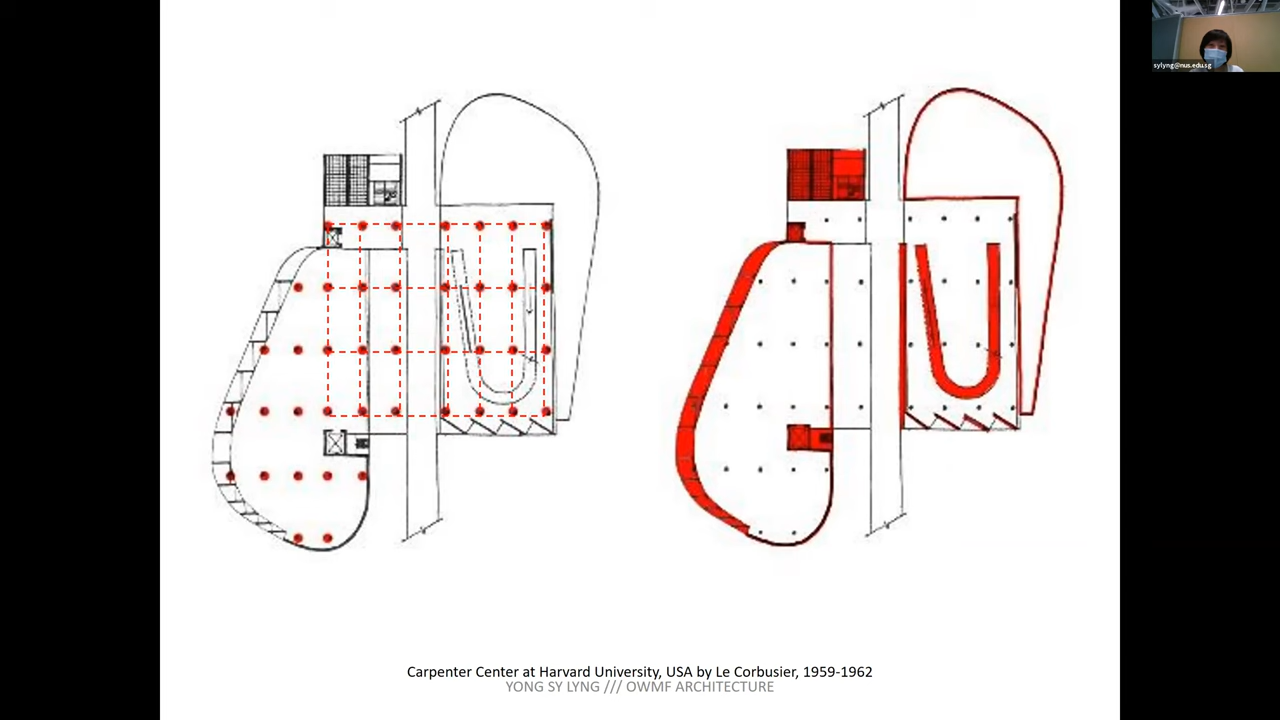 sylyng@nus.edu.sg
Carpenter Center at Harvard University, USA by Le Corbusier, 1959-1962
YONG SY LYNG /// OWMF ARCHITECTURE